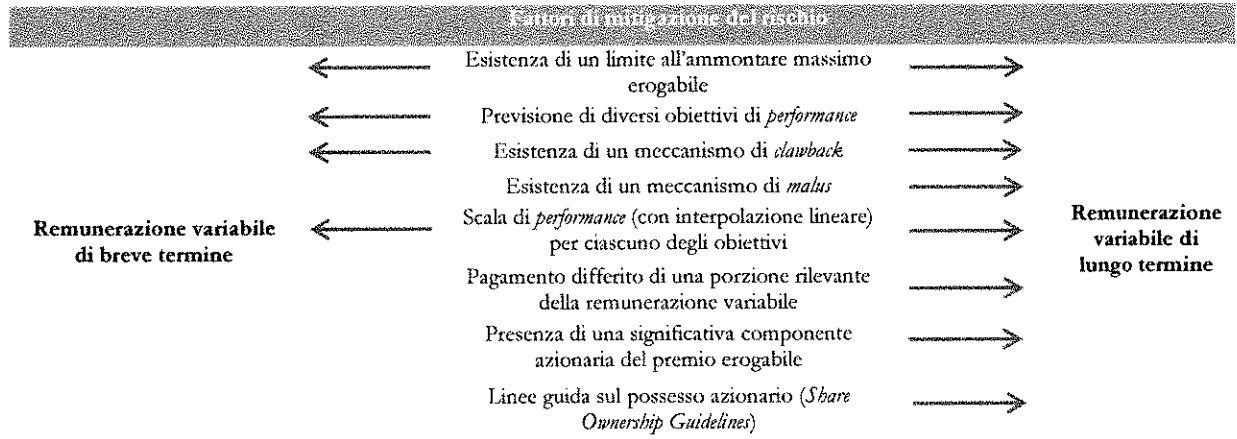 Fattori di mitigazione del rischio
Esistenza di un limite all'ammontare massimo
erogabile
Previsione di diversi obiettivi di performance
Esistenza di un meccanismo di clawback
Esistenza di un meccanismo di malus
Remunerazione variabile
di breve termine
Scala di performance (con interpolazione lineare)
per ciascuno degli obiettivi
Remunerazione
variabile di
lungo termine
Pagamento differito di una porzione rilevante
della remunerazione variabile
Presenza di una significativa componente
azionaria del premio erogabile
Linee guida sul possesso azionario (Share
Ownership Guidelines)